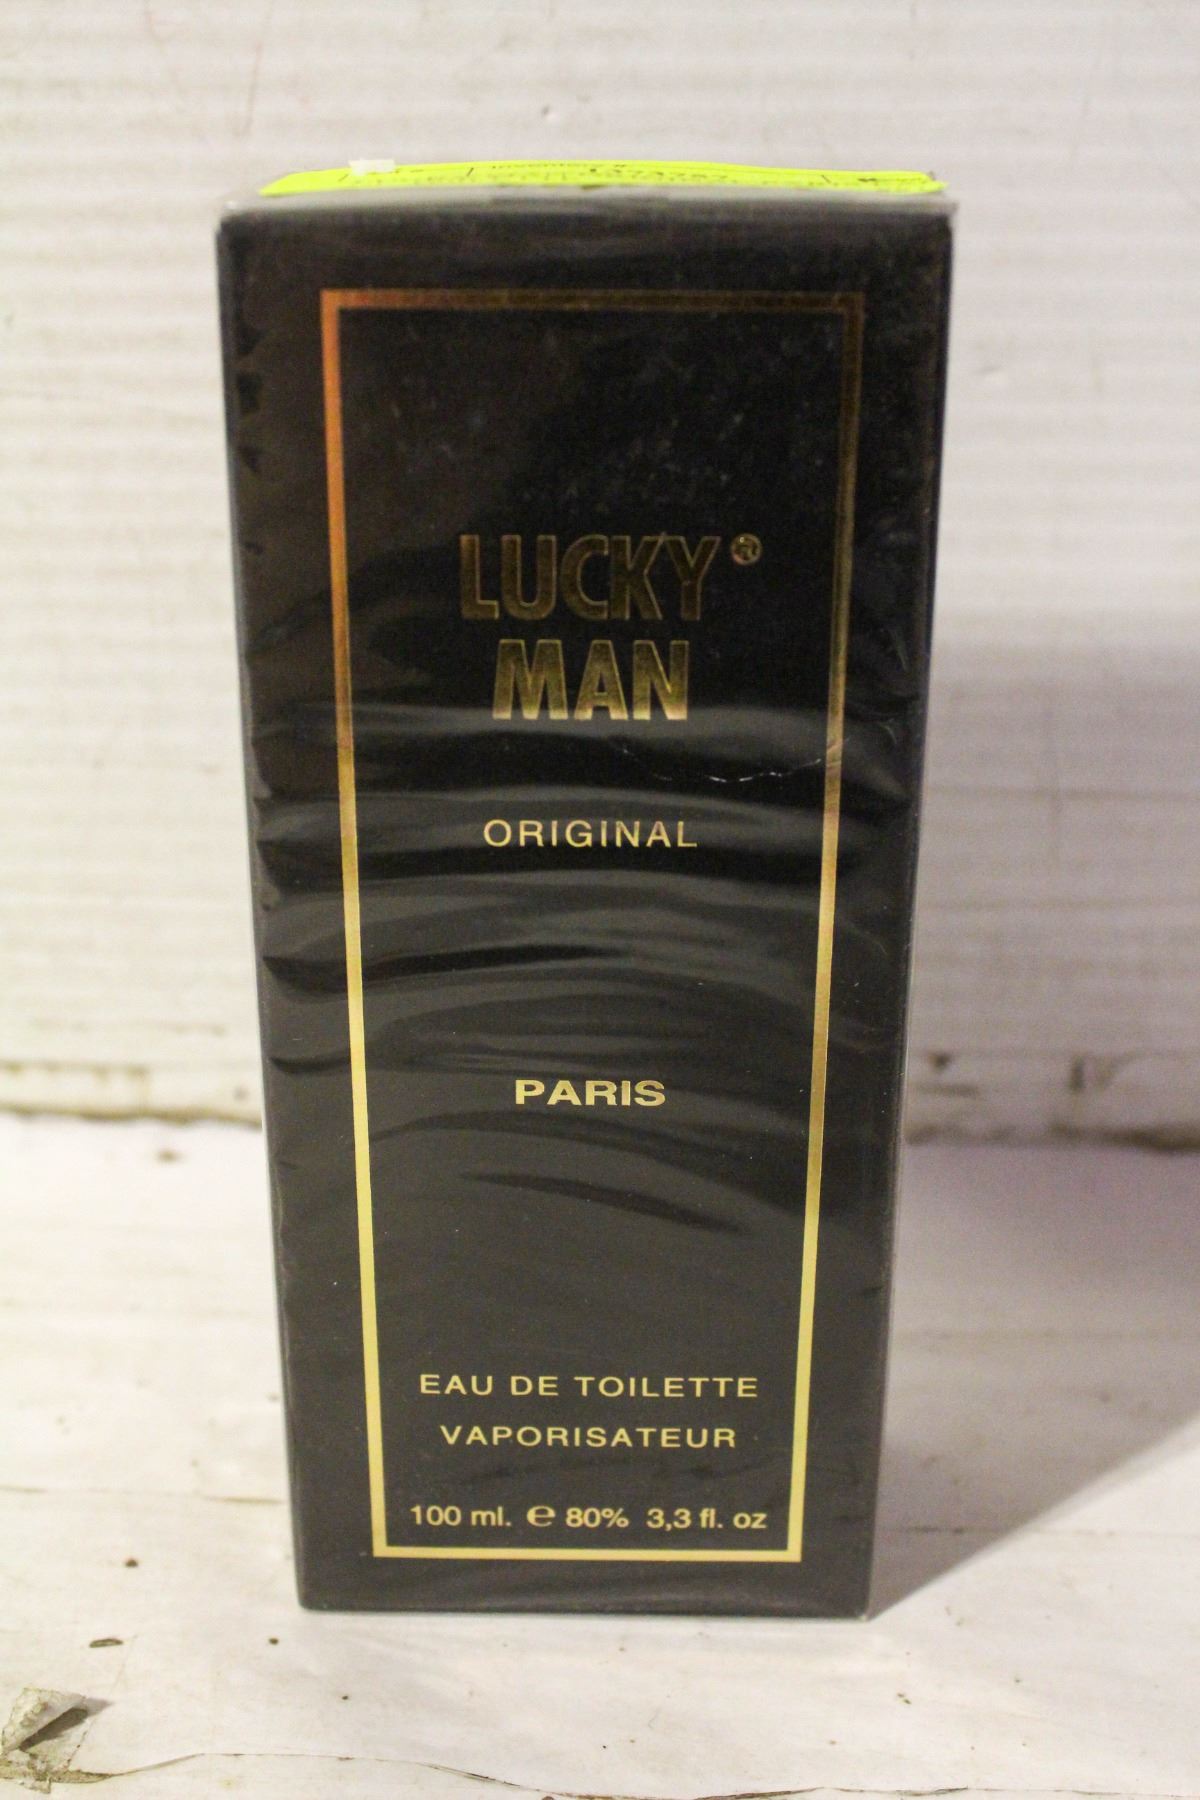 LUCKY®
MAN
ORIGINAL
PARIS
EAU DE TOILETTE
VAPORISATEUR
100 ml. ℮ 80% 3,3 fl. oz